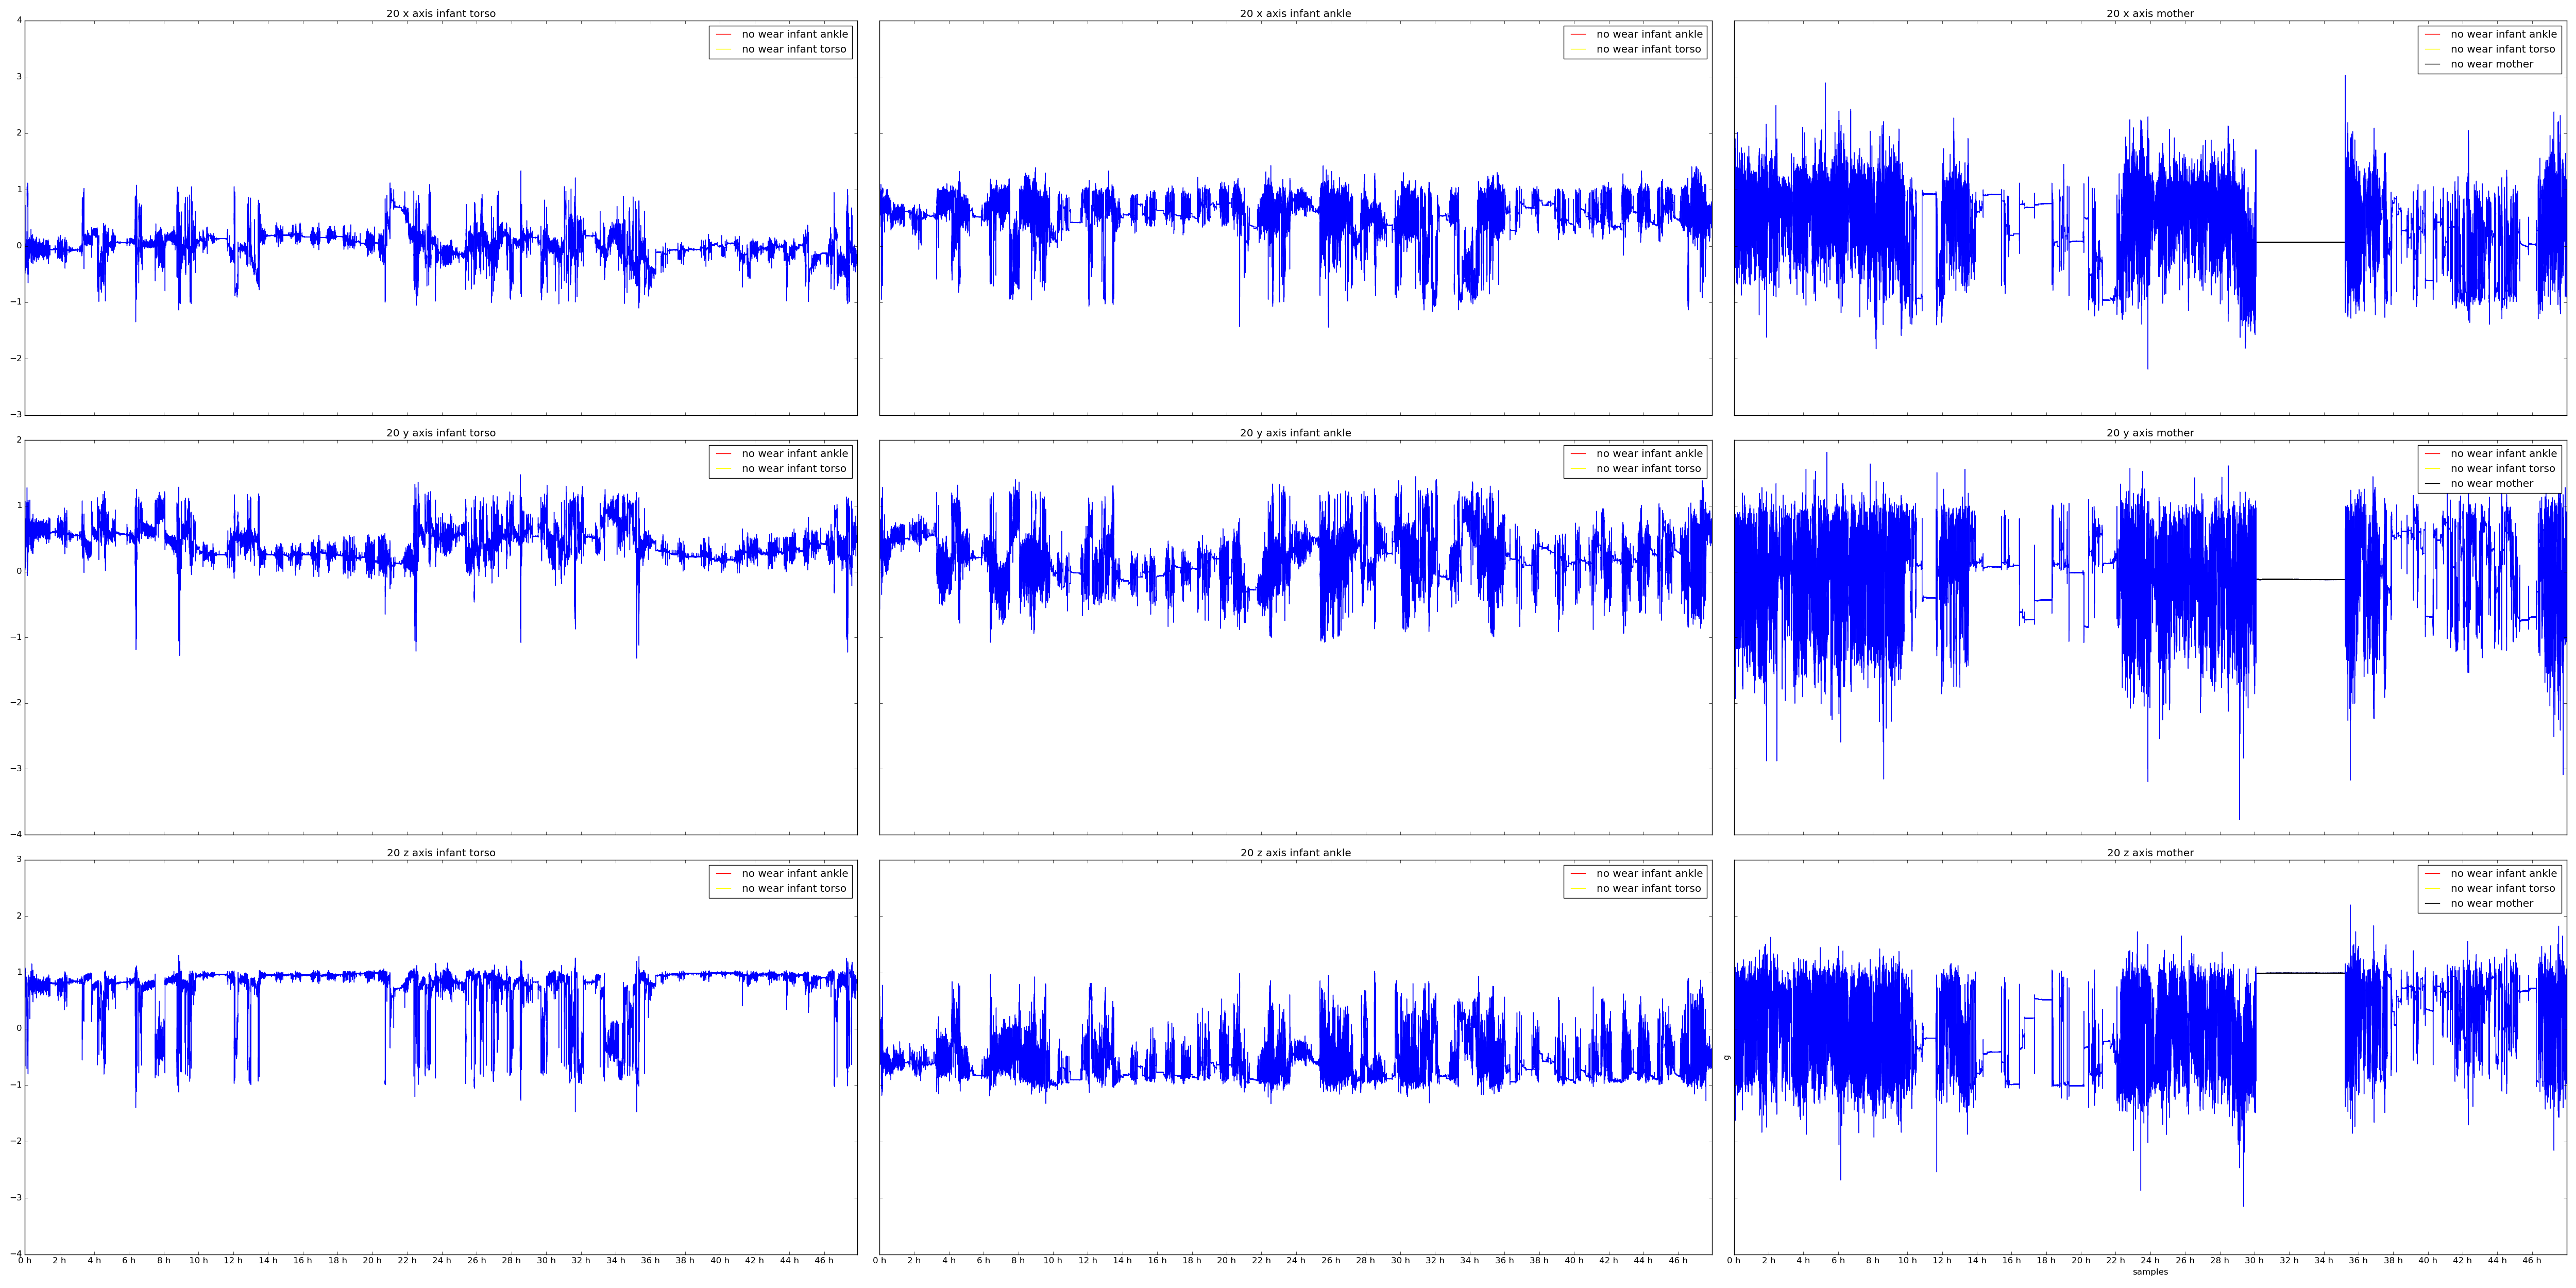 20 x axis infant torso
20 x axis infant ankle
20 x axis mother
no wear infant ankle
no wear infant torso
no wear infant ankle
no wear infant torso
no wear infant ankle
no wear infant torso
no wear mother
4
3
2
1
0
−1
−2
−3
20 y axis infant torso
20 y axis infant ankle
20 y axis mother
no wear infant ankle
no wear infant torso
no wear infant ankle
no wear infant torso
no wear infant ankle
no wear infant torso
no wear mother
2
1
0
−1
−2
−3
−4
20 z axis infant torso
20 z axis infant ankle
20 z axis mother
no wear infant ankle
no wear infant torso
no wear infant ankle
no wear infant torso
no wear infant ankle
no wear infant torso
no wear mother
3
2
1
0
−1
−2
−3
−4
g
0 h 2 h 4 h 6 h 8 h 10 h 12 h 14 h 16 h 18 h 20 h 22 h 24 h 26 h 28 h 30 h 32 h 34 h 36 h 38 h 40 h 42 h 44 h 46 h
0 h 2 h 4 h 6 h 8 h 10 h 12 h 14 h 16 h 18 h 20 h 22 h 24 h 26 h 28 h 30 h 32 h 34 h 36 h 38 h 40 h 42 h 44 h 46 h
0 h 2 h 4 h 6 h 8 h 10 h 12 h 14 h 16 h 18 h 20 h 22 h 24 h 26 h 28 h 30 h 32 h 34 h 36 h 38 h 40 h 42 h 44 h 46 h
samples